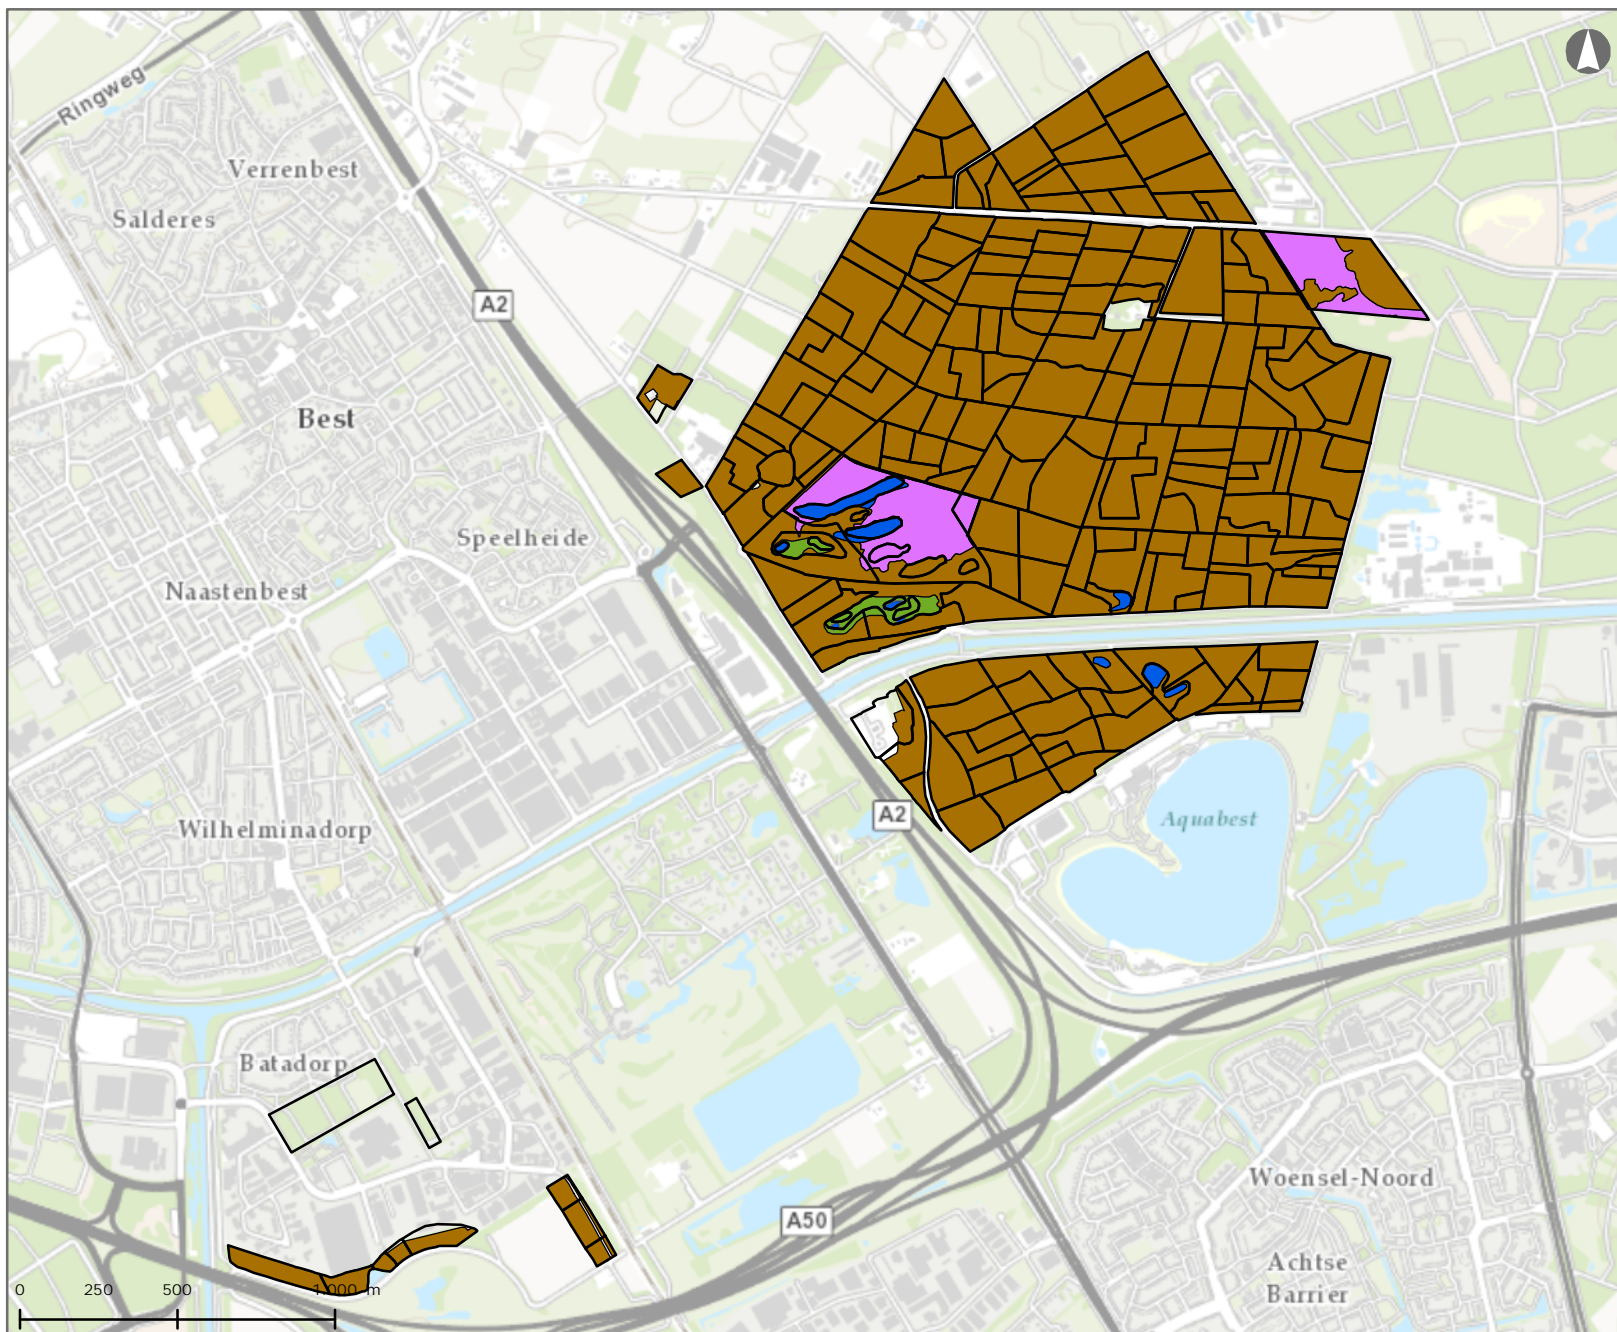 Ringweg
Verrenbest
Salderes
A2
Best
Speelheide
Naastenbest
Wilhelminadorp
A2
Aquabest
Batadorp
Woensel-Noord
A50
Achtse
Barrier
0 250 500 1.000 m